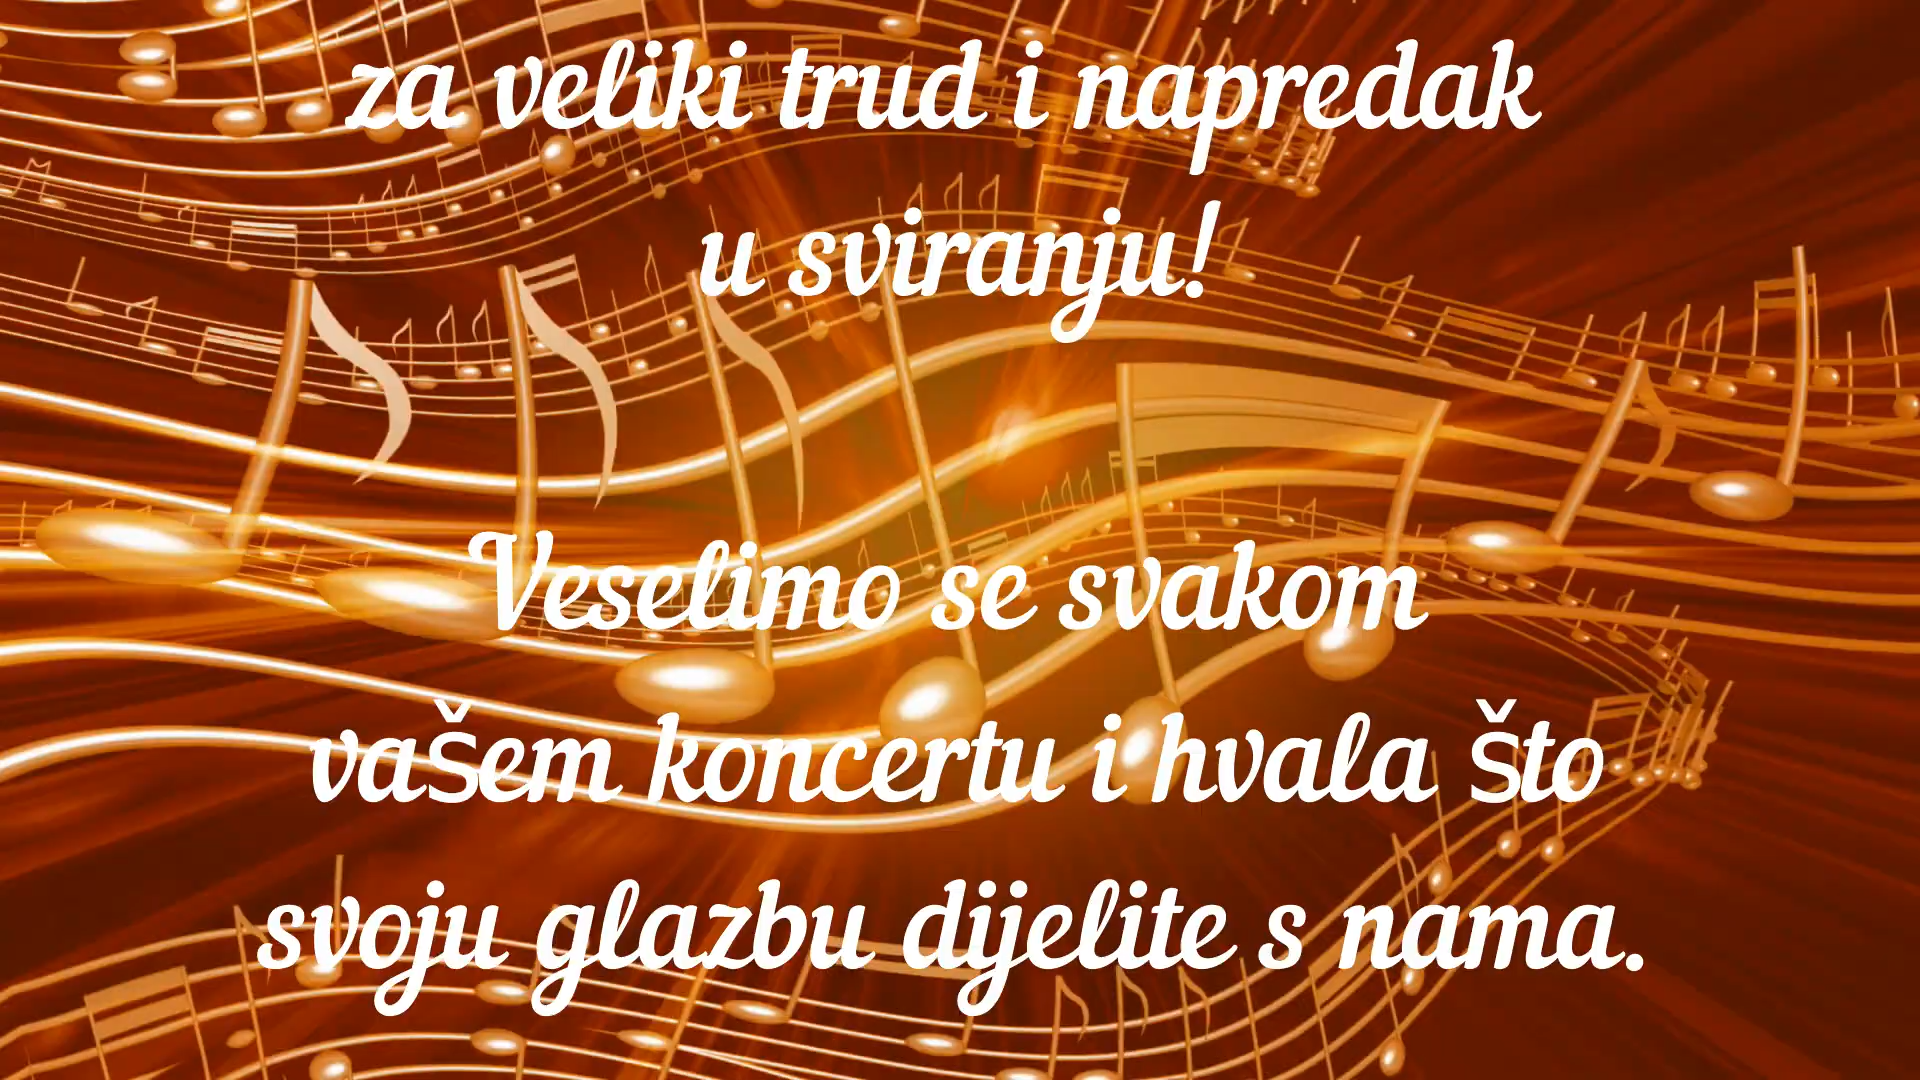 za veliki trud i napredak
u sviranju!
Veselimo se svakom
vašem koncertu i hvala što
svoju glazbu dijelite s nama.